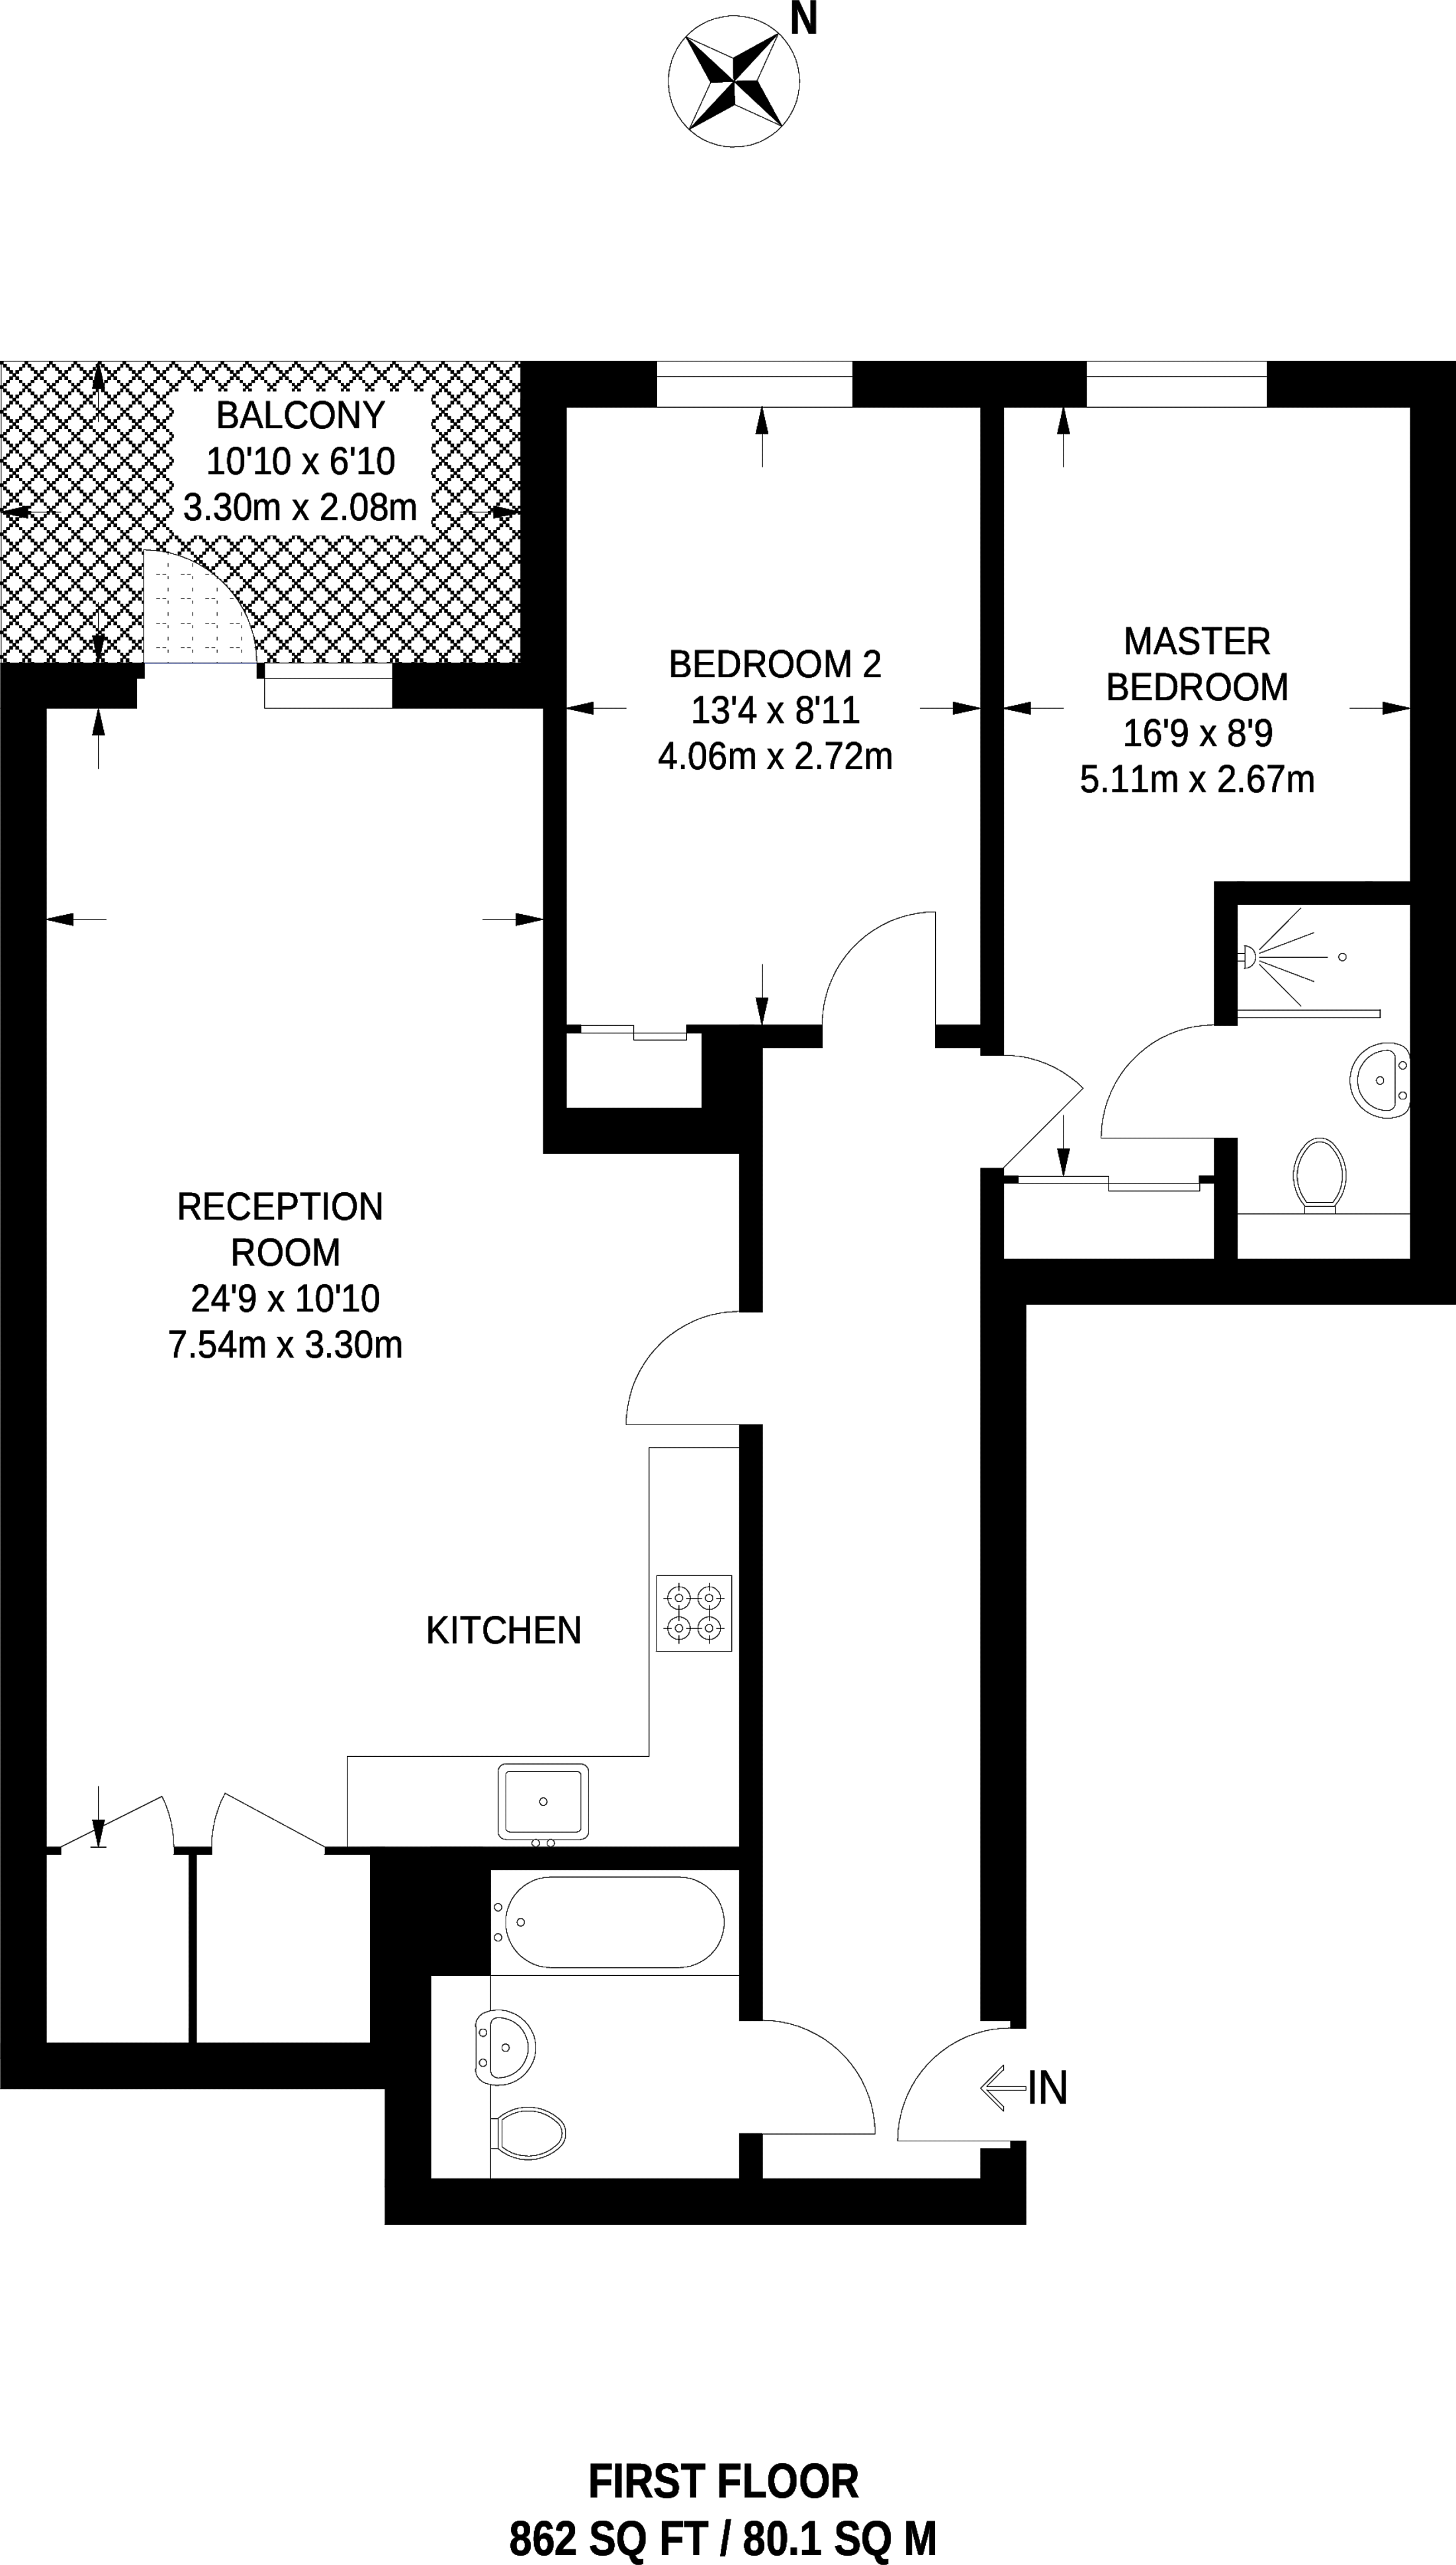 N
BALCONY
10'10 x 6'10
3.30m x 2.08m
BEDROOM 2
13'4 x 8'11
4.06m x 2.72m
MASTER
BEDROOM
16'9 x 8'9
5.11m x 2.67m
RECEPTION
ROOM
24'9 x 10'10
7.54m x 3.30m
KITCHEN
IN
FIRST FLOOR
862 SQ FT / 80.1 SQ M